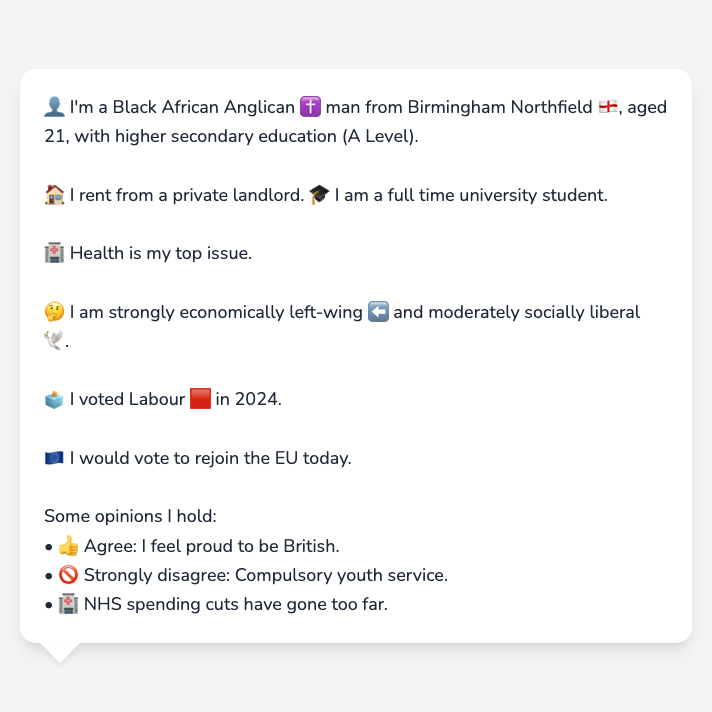 👤 I'm a Black African Anglican ✝️ man from Birmingham Northfield 🏴󠁧󠁢󠁥󠁮󠁧󠁿, aged
21, with higher secondary education (A Level).
🏠 I rent from a private landlord. 🎓 I am a full time university student.
🏥 Health is my top issue.
🤔 I am strongly economically left-wing ⬅️ and moderately socially liberal
🕊️.
🗳️ I voted Labour 🟥 in 2024.
🇪🇺 I would vote to rejoin the EU today.
Some opinions I hold:
• 👍 Agree: I feel proud to be British.
• 🚫 Strongly disagree: Compulsory youth service.
• 🏥 NHS spending cuts have gone too far.